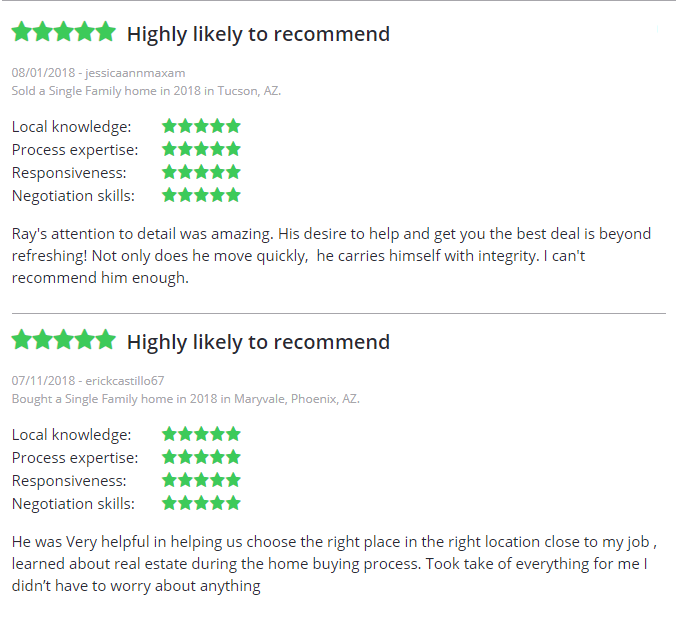 Highly likely to recommend
08/01/2018 - jessicaannmaxam
Sold a Single Family home in 2018 in Tucson, AZ.
Local knowledge:
Process expertise:
Responsiveness:
Negotiation skills:
Ray's attention to detail was amazing. His desire to help and get you the best deal is beyond
refreshing! Not only does he move quickly,  he carries himself with integrity. I can't
recommend him enough.
Highly likely to recommend
07/11/2018 - erickcastillo67
Bought a Single Family home in 2018 in Maryvale, Phoenix, AZ.
Local knowledge:
Process expertise:
Responsiveness:
Negotiation skills:
He was Very helpful in helping us choose the right place in the right location close to my job ,
learned about real estate during the home buying process. Took take of everything for me I
didn’t have to worry about anything